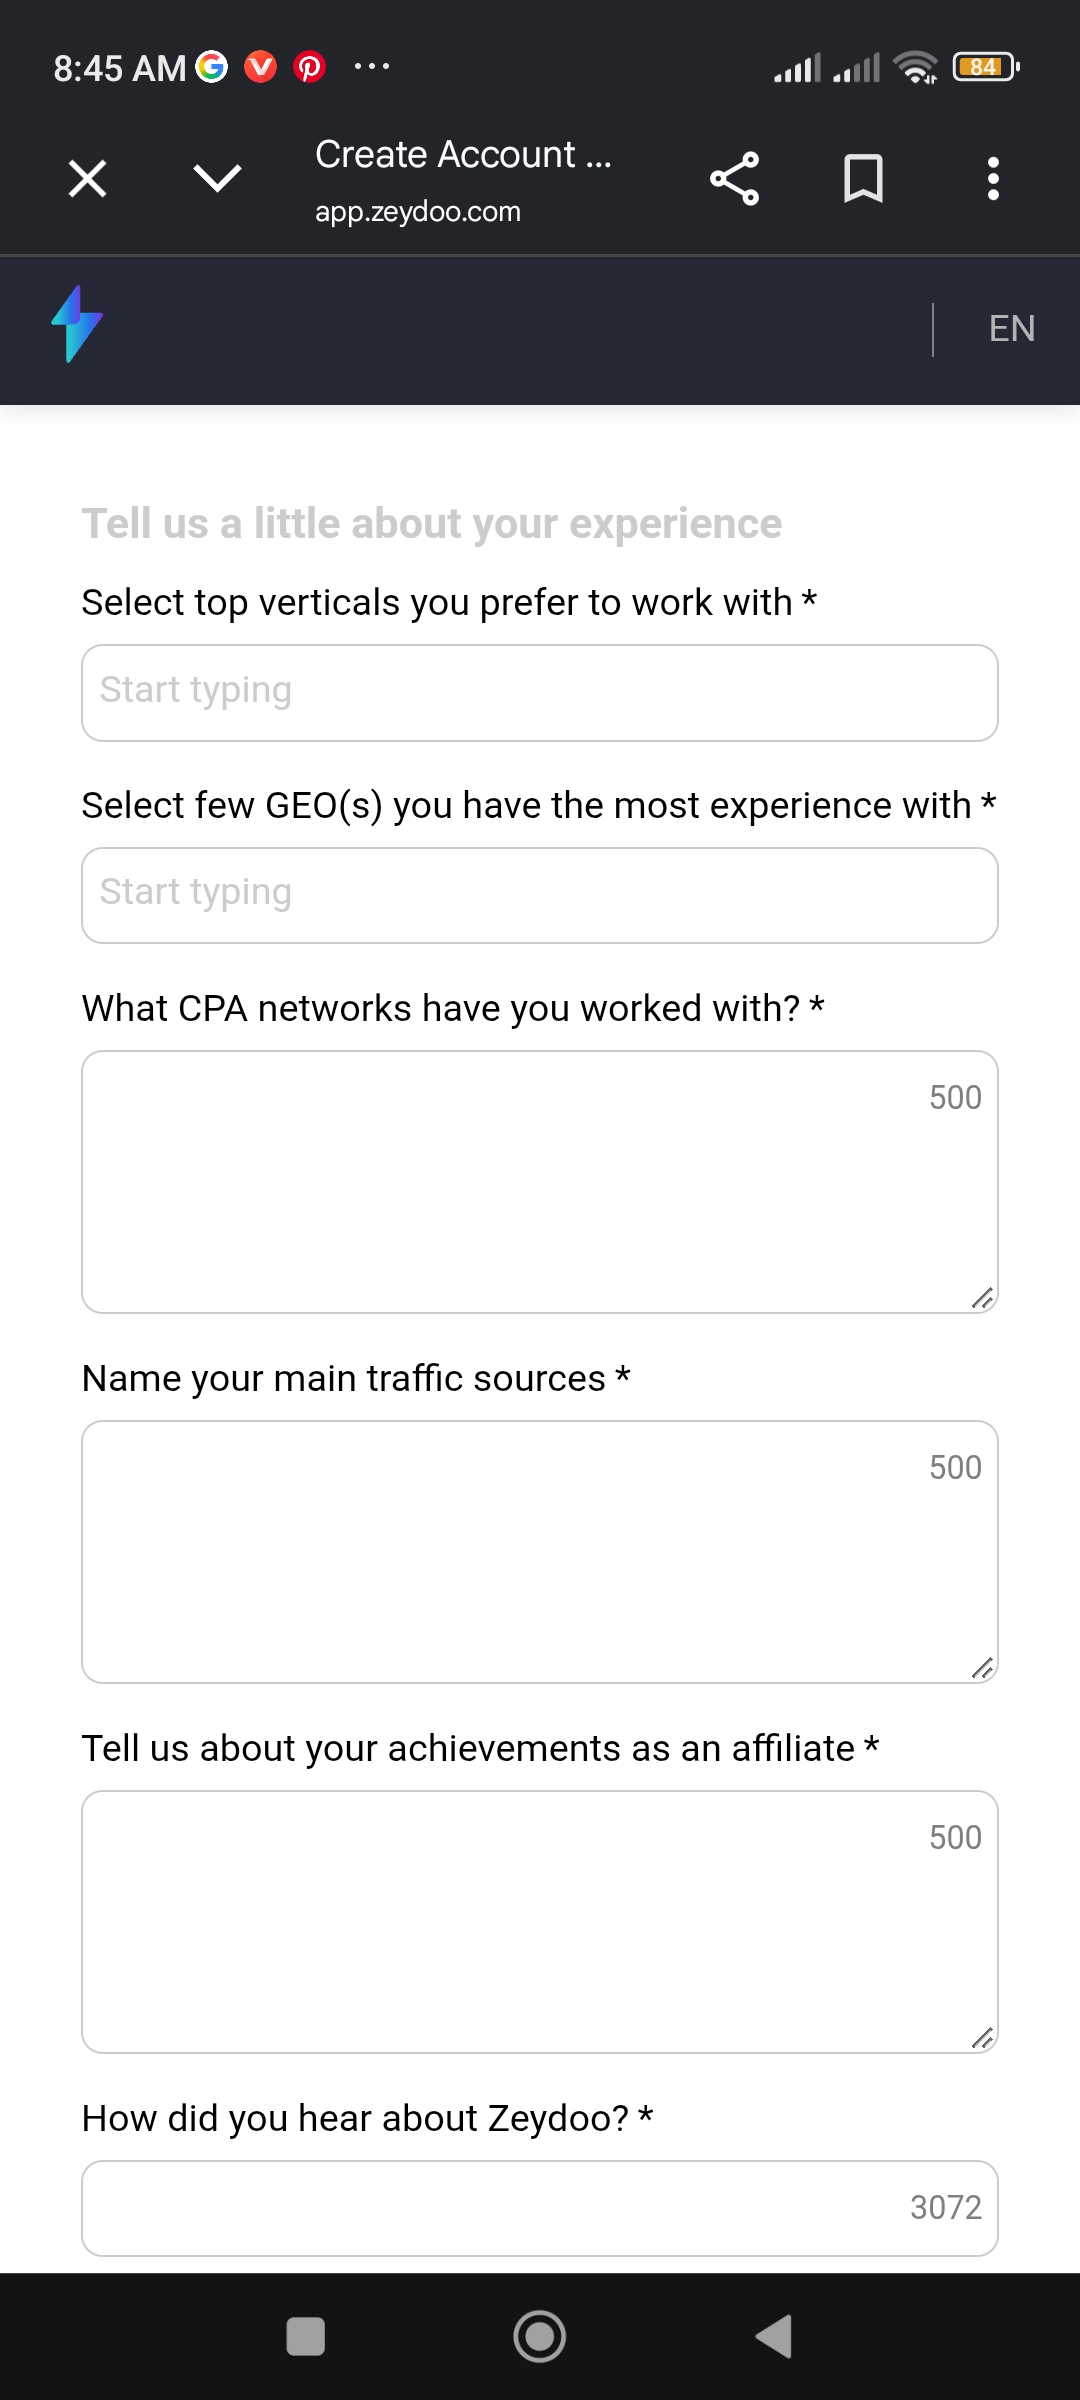 8:45 AM
84
Create Account ...
app.zeydoo.com
EN
Tell us a little about your experience
Select top verticals you prefer to work with *
Start typing
Select few GEO(s) you have the most experience with *
Start typing
What CPA networks have you worked with? *
500
Name your main traffic sources *
500
Tell us about your achievements as an affiliate *
500
How did you hear about Zeydoo? *
3072